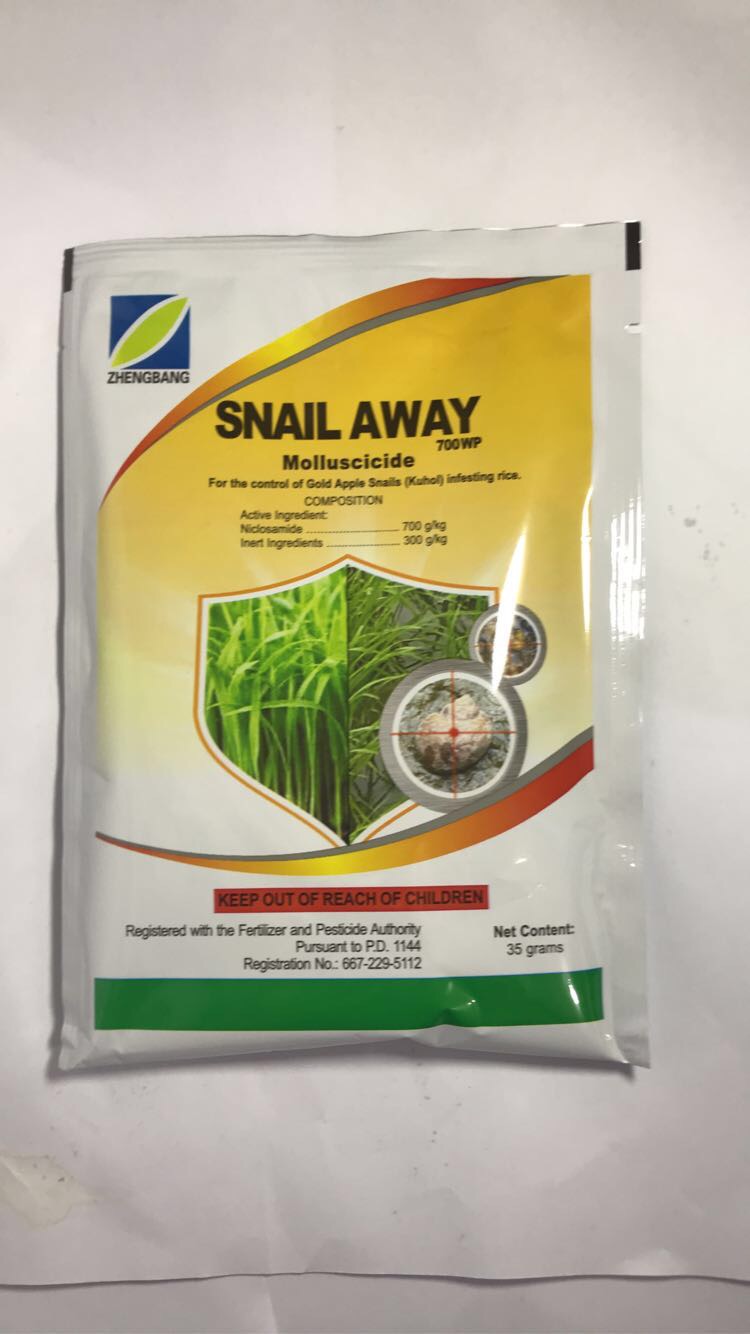 ZHENGBANG
SNAIL AWAY
700WP
Molluscicide
For the control of Gold Apple Snails (Kuhol) infesting rice.
COMPOSITION
Active Ingredient:
Niclosamide ........................... 700 g/kg
Inert Ingredients ..................... 300 g/kg
KEEP OUT OF REACH OF CHILDREN
Registered with the Fertilizer and Pesticide Authority
Pursuant to P.D. 1144
Registration No.: 667-229-5112
Net Content:
35 grams